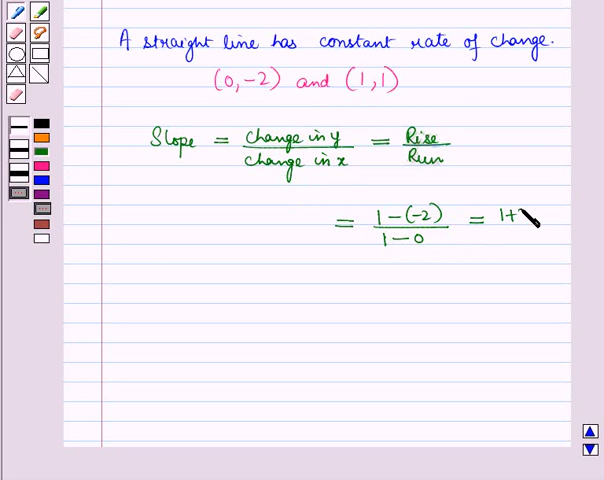 A straight line has constant rate of change.
(0,-2) and (1,1)
Slope = change in y / change in x = Rise / Run
= 1-(-2) / 1-0 = 1+